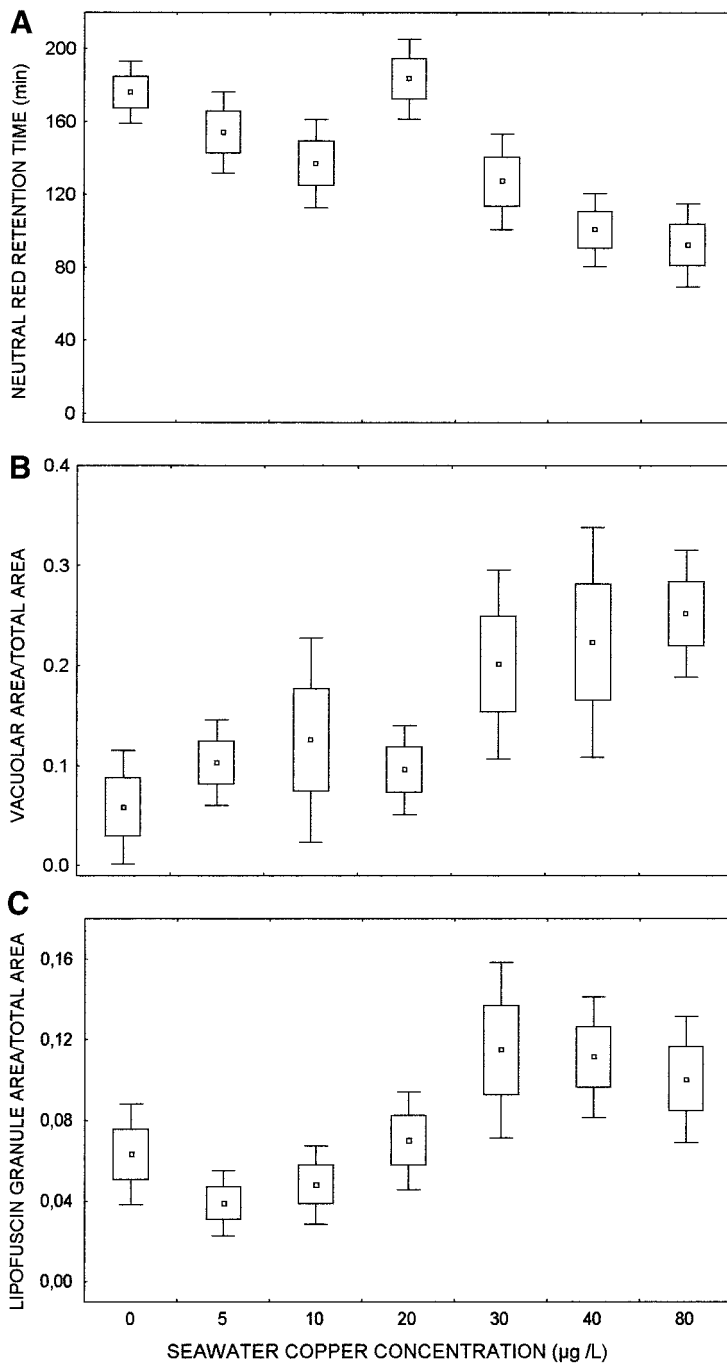 A
NEUTRAL RED RETENTION TIME (min)
200
160
120
80
40
0
B
VACUOLAR AREA/TOTAL AREA
0.4
0.3
0.2
0.1
0.0
C
LIPOFUSCIN GRANULE AREA/TOTAL AREA
0,16
0,12
0,08
0,04
0,00
0 5 10 20 30 40 80
SEAWATER COPPER CONCENTRATION (µg /L)